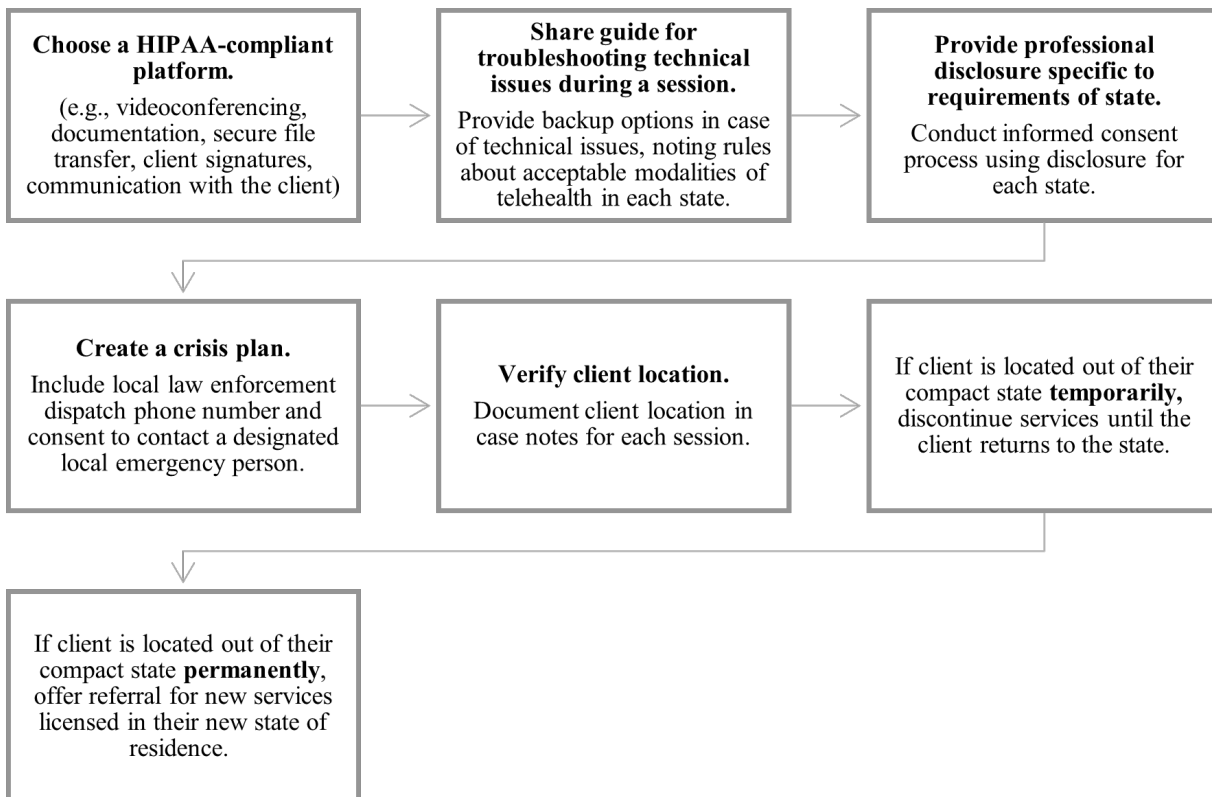 Choose a HIPAA-compliant
platform.
(e.g., videoconferencing,
documentation, secure file
transfer, client signatures,
communication with the client)
Share guide for
troubleshooting technical
issues during a session.
Provide backup options in case
of technical issues, noting rules
about acceptable modalities of
telehealth in each state.
Provide professional
disclosure specific to
requirements of state.
Conduct informed consent
process using disclosure for
each state.
Create a crisis plan.
Include local law enforcement
dispatch phone number and
consent to contact a designated
local emergency person.
Verify client location.
Document client location in
case notes for each session.
If client is located out of their
compact state temporarily,
discontinue services until the
client returns to the state.
If client is located out of their
compact state permanently,
offer referral for new services
licensed in their new state of
residence.